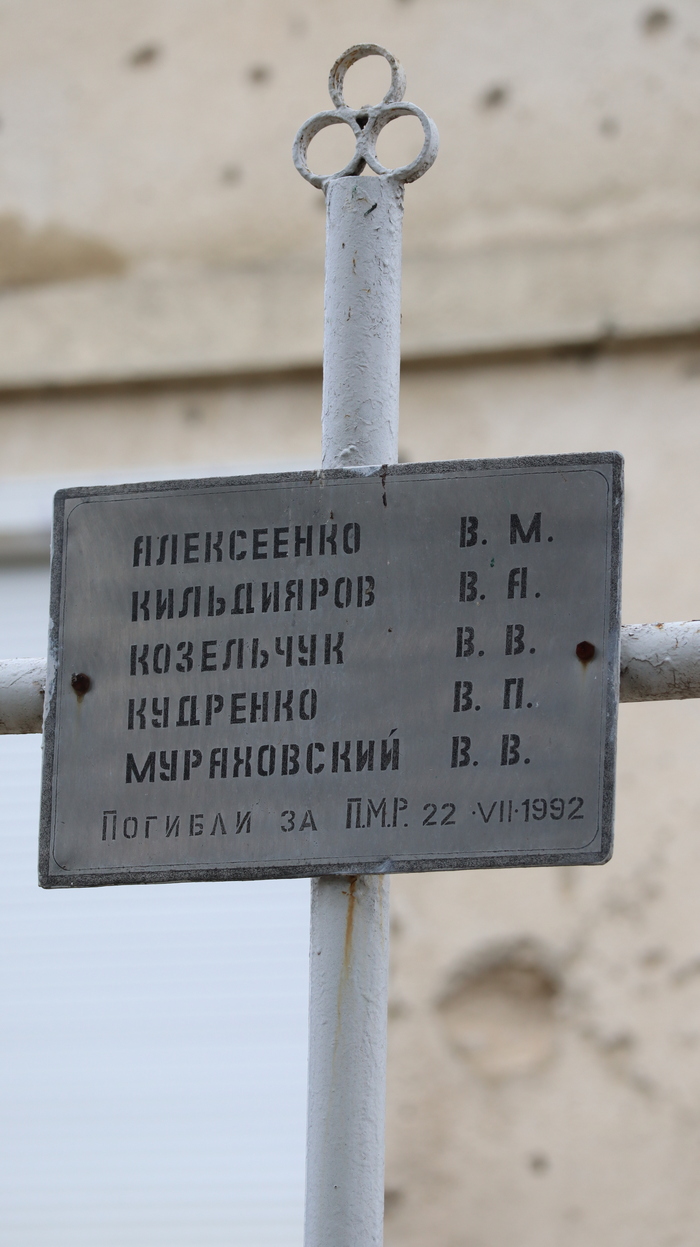 АЛЕКСЕЕНКО В. М.
КИЛЬДИЯРОВ В. А.
КОЗЕЛЬЧУК В. В.
КУДРЕНКО В. П.
МУРАХОВСКИЙ В. В.
ПОГИБЛИ ЗА П.М.Р. 22 ·VII·1992